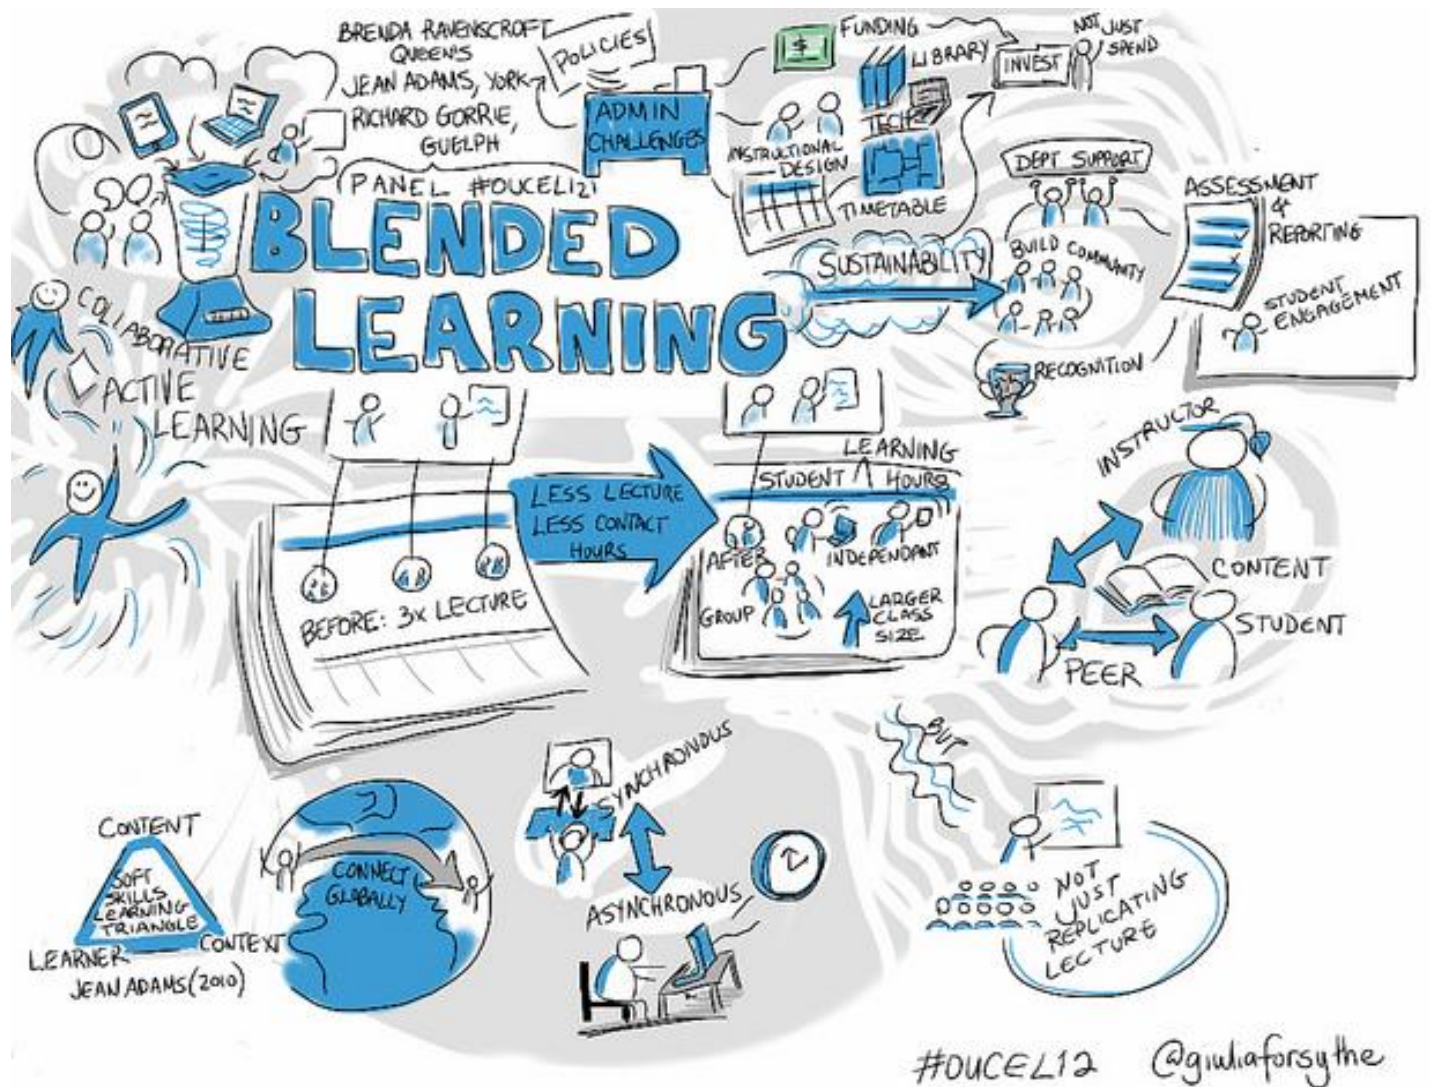 BRENDA RAVENSCROFT
QUEENS
JEAN ADAMS, YORK
RICHARD GORRIE,
GUELPH
PANEL #OUCEL12
POLICIES
ADMIN
CHALLENGES
$
FUNDING
LIBRARY
TECH
INSTRUCTIONAL
DESIGN
TIMETABLE
INVEST
NOT JUST
SPEND
BLENDED
LEARNING
SUSTAINABILITY
DEPT SUPPORT
BUILD COMMUNITY
RECOGNITION
ASSESSMENT
&
REPORTING
STUDENT
ENGAGEMENT
COLLABORATIVE
ACTIVE
LEARNING
BEFORE: 3x LECTURE
LESS LECTURE
LESS CONTACT
HOURS
LEARNING
STUDENT ^ HOURS
AFTER
INDEPENDANT
GROUP
LARGER
CLASS
SIZE
INSTRUCTOR
CONTENT
STUDENT
PEER
CONTENT
SOFT
SKILLS
LEARNING
TRIANGLE
LEARNER
CONTEXT
JEAN ADAMS (2010)
CONNECT
GLOBALLY
SYNCHRONOUS
ASYNCHRONOUS
BUT
NOT
JUST
REPLICATING
LECTURE
#OUCEL12 @giuliaforsythe